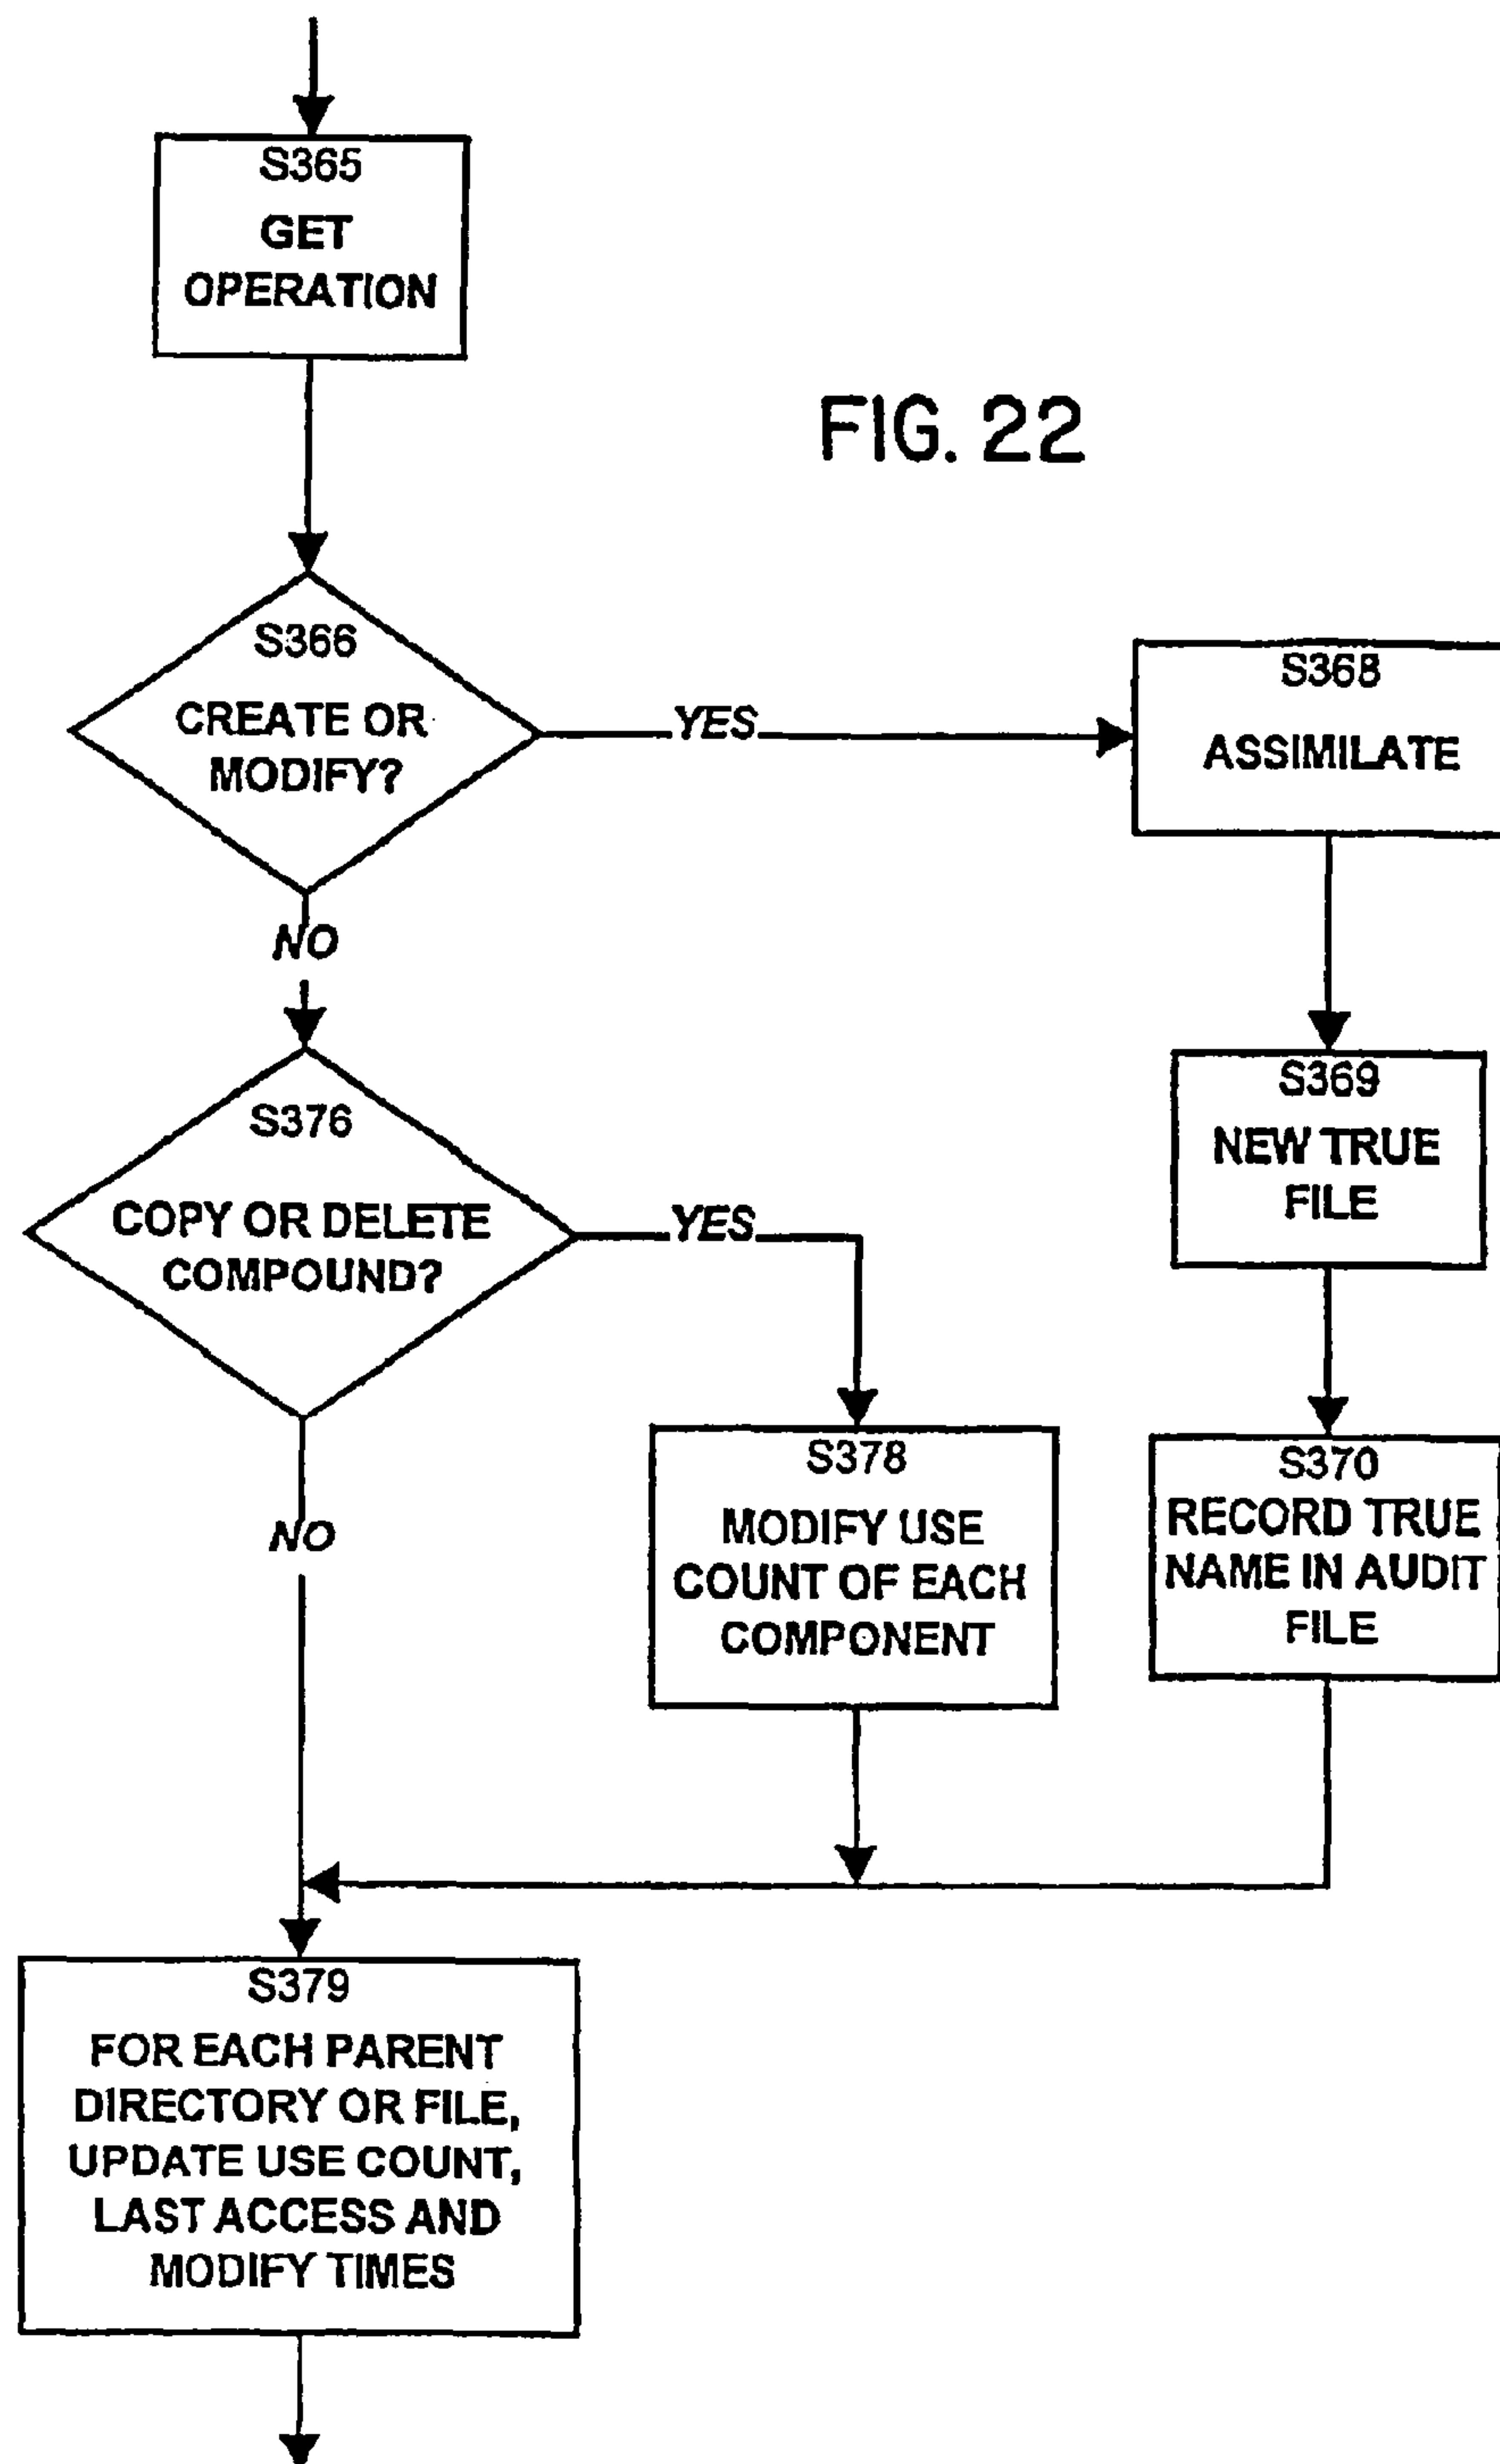 S365
GET
OPERATION
FIG. 22
S366
CREATE OR
MODIFY?
YES
S368
ASSIMILATE
NO
S369
NEW TRUE
FILE
S376
COPY OR DELETE
COMPOUND?
YES
S378
MODIFY USE
COUNT OF EACH
COMPONENT
S370
RECORD TRUE
NAME IN AUDIT
FILE
NO
S379
FOR EACH PARENT
DIRECTORY OR FILE,
UPDATE USE COUNT,
LAST ACCESS AND
MODIFY TIMES